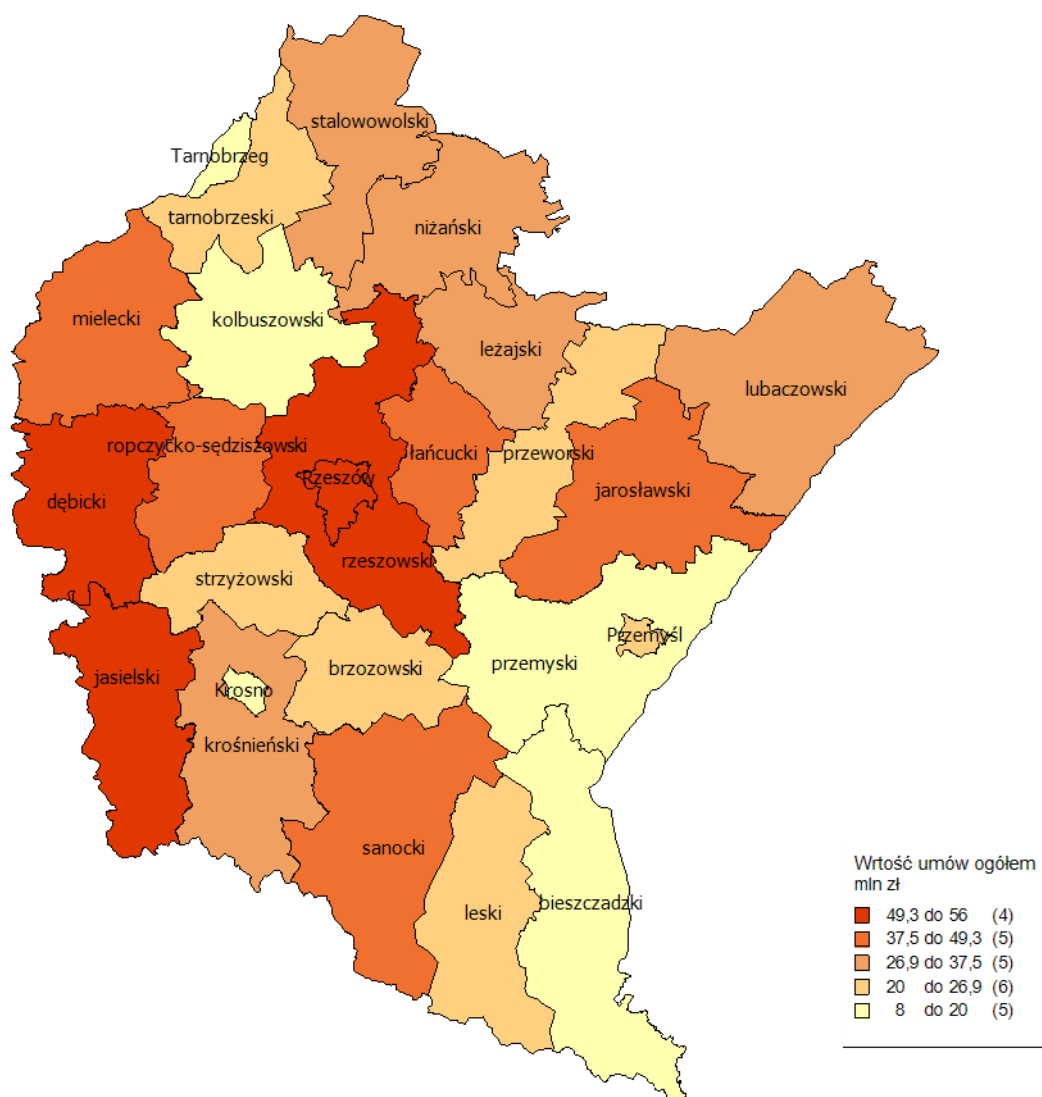 stalowowolski
Tarnobrzeg
tarnobrzeski
niżański
mielecki
kolbuszowski
leżajski
lubaczowski
ropczycko-sędziszowski
łańcucki
przeworski
Rzeszów
jarosławski
dębicki
rzeszowski
strzyżowski
Przemyśl
przemyski
brzozowski
jasielski
Krosno
krośnieński
sanocki
leski
bieszczadzki
Wrtość umów ogółem
mln zł
49,3 do 56 (4)
37,5 do 49,3 (5)
26,9 do 37,5 (5)
20 do 26,9 (6)
8 do 20 (5)